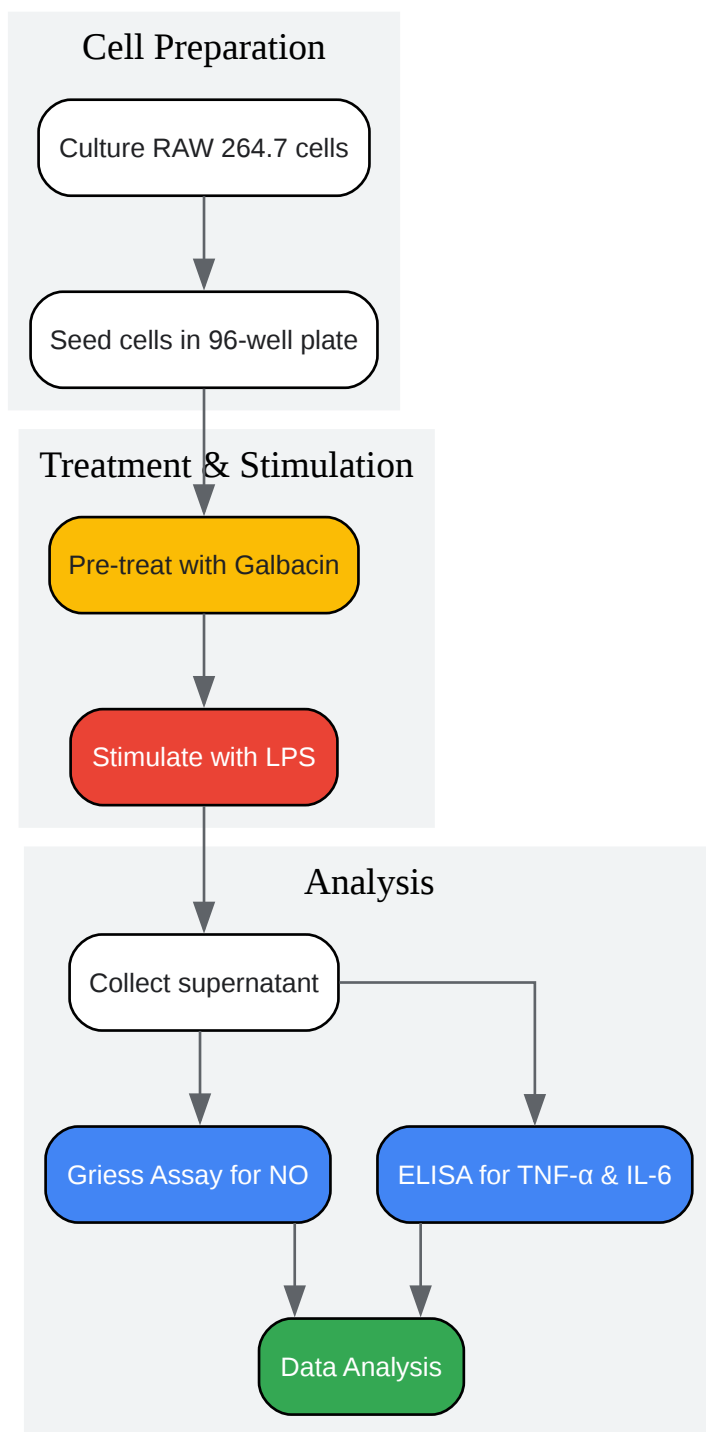 Cell Preparation
Culture RAW 264.7 cells
Seed cells in 96-well plate
Treatment & Stimulation
Pre-treat with Galbacin
Stimulate with LPS
Analysis
Collect supernatant
Griess Assay for NO
ELISA for TNF-α & IL-6
Data Analysis